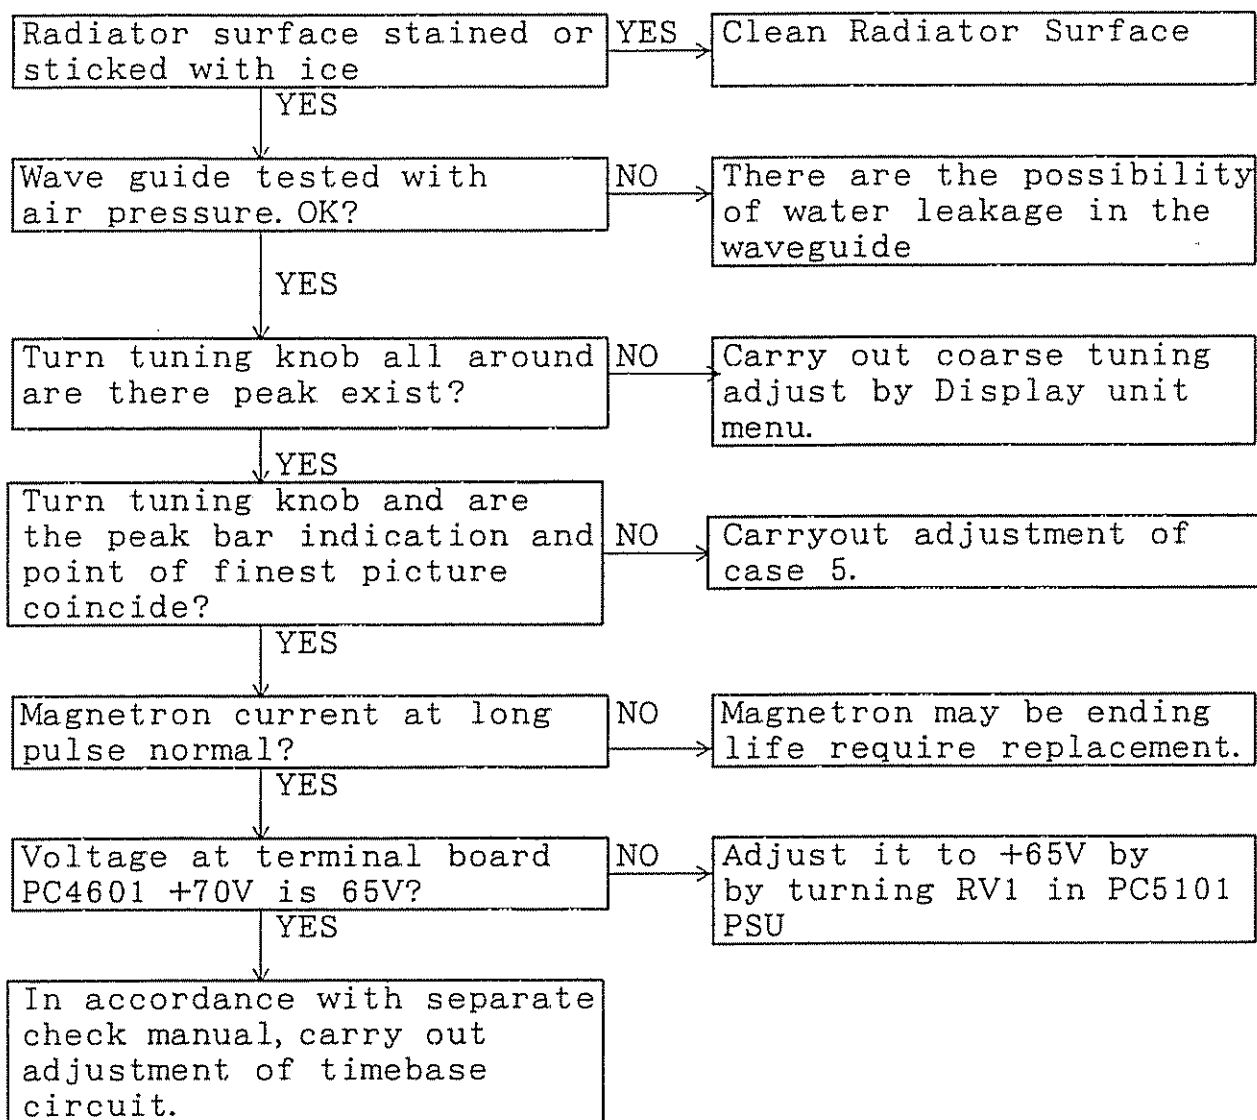 Radiator surface stained or
sticked with ice
YES
Clean Radiator Surface
YES
Wave guide tested with
air pressure. OK?
NO
There are the possibility
of water leakage in the
waveguide
YES
Turn tuning knob all around
are there peak exist?
NO
Carry out coarse tuning
adjust by Display unit
menu.
YES
Turn tuning knob and are
the peak bar indication and
point of finest picture
coincide?
NO
Carryout adjustment of
case 5.
YES
Magnetron current at long
pulse normal?
NO
Magnetron may be ending
life require replacement.
YES
Voltage at terminal board
PC4601 +70V is 65V?
NO
Adjust it to +65V by
by turning RV1 in PC5101
PSU
YES
In accordance with separate
check manual, carry out
adjustment of timebase
circuit.